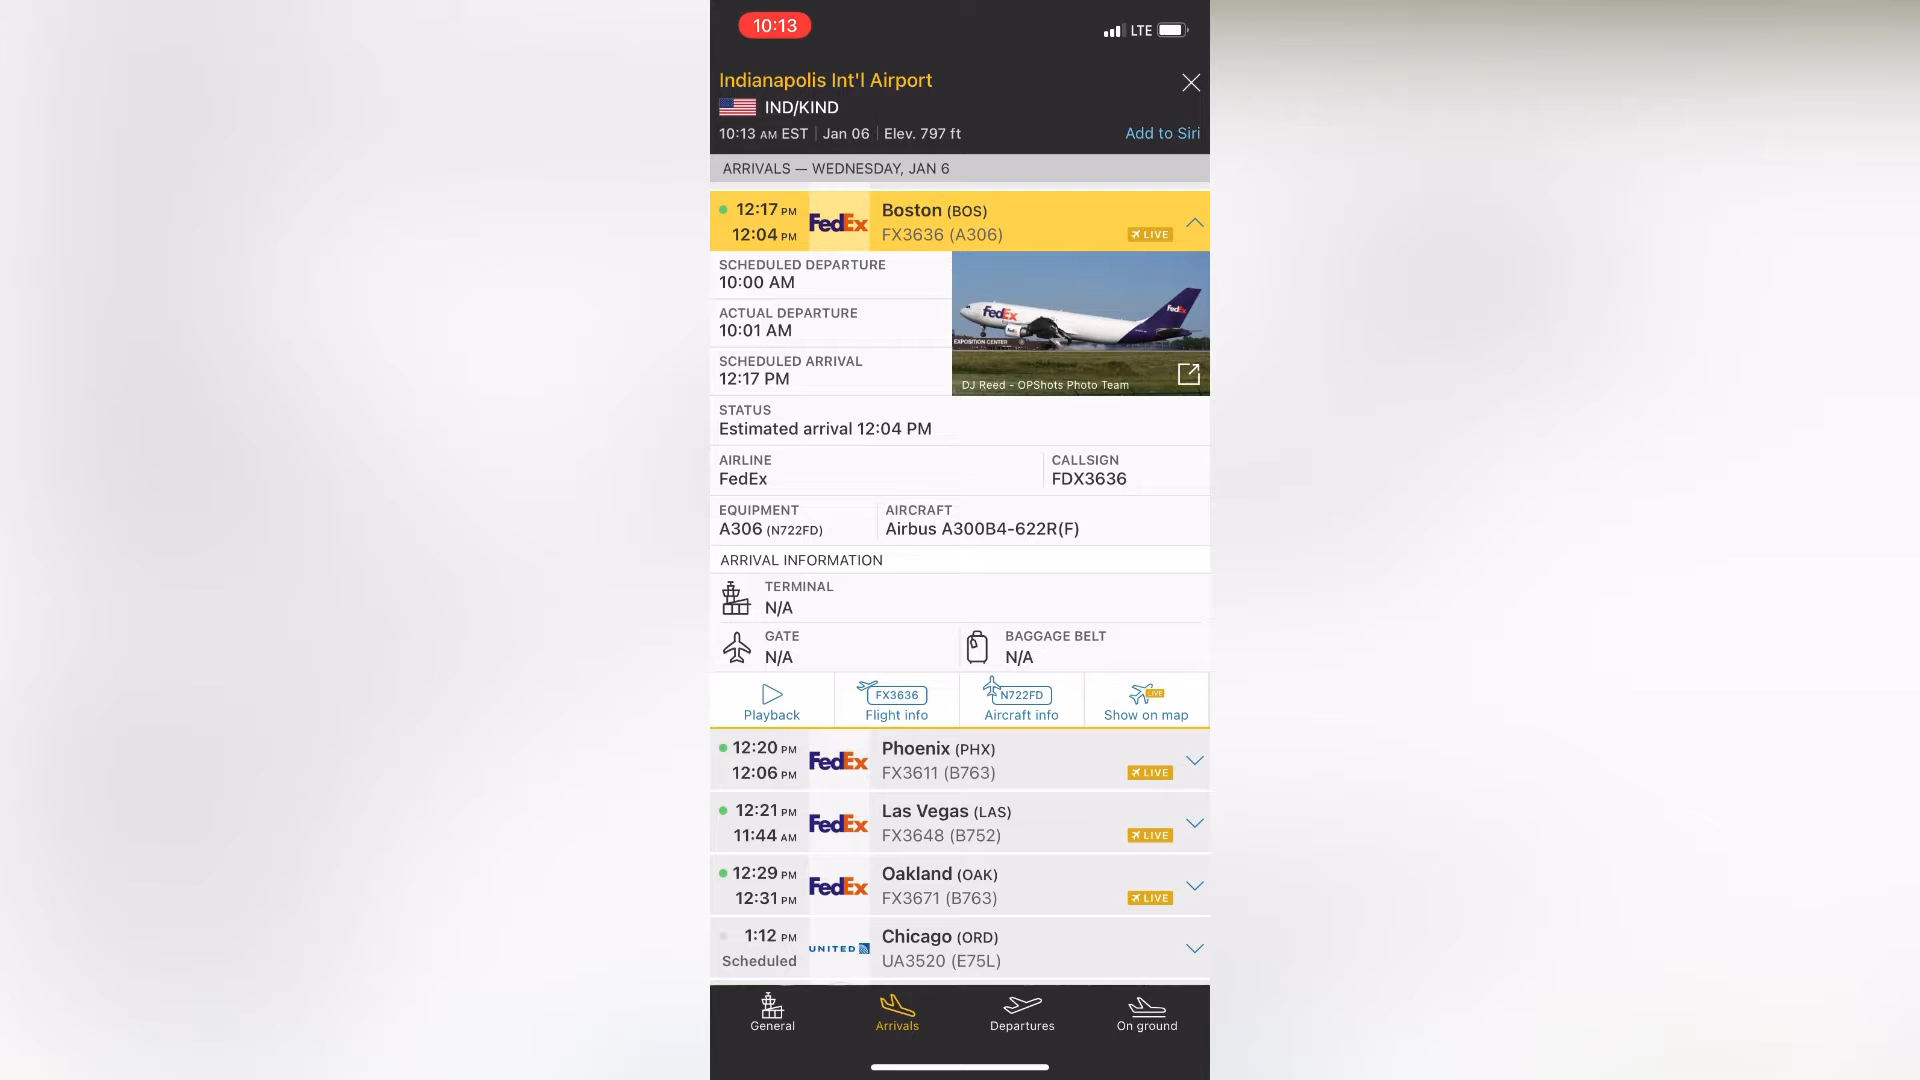 10:13
LTE
Indianapolis Int'l Airport
IND/KIND
10:13 AM EST | Jan 06 | Elev. 797 ft
Add to Siri
ARRIVALS — WEDNESDAY, JAN 6
12:17 PM
12:04 PM
FedEx
Boston (BOS)
FX3636 (A306)
LIVE
SCHEDULED DEPARTURE
10:00 AM
ACTUAL DEPARTURE
10:01 AM
SCHEDULED ARRIVAL
12:17 PM
FedEx
FedEx
EXPOSITION CENTER
DJ Reed - OPShots Photo Team
STATUS
Estimated arrival 12:04 PM
AIRLINE
FedEx
CALLSIGN
FDX3636
EQUIPMENT
A306 (N722FD)
AIRCRAFT
Airbus A300B4-622R(F)
ARRIVAL INFORMATION
TERMINAL
N/A
GATE
N/A
BAGGAGE BELT
N/A
Playback
FX3636
Flight info
N722FD
Aircraft info
LIVE
Show on map
12:20 PM
12:06 PM
FedEx
Phoenix (PHX)
FX3611 (B763)
LIVE
12:21 PM
11:44 AM
FedEx
Las Vegas (LAS)
FX3648 (B752)
LIVE
12:29 PM
12:31 PM
FedEx
Oakland (OAK)
FX3671 (B763)
LIVE
1:12 PM
Scheduled
UNITED
Chicago (ORD)
UA3520 (E75L)
General
Arrivals
Departures
On ground